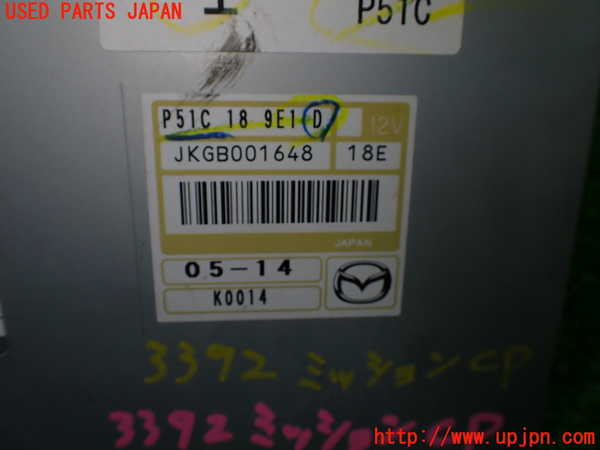 USED PARTS JAPAN
P51C
P51C 18 9E1 D
12V
JKGB001648 18E
JAPAN
05-14
K0014
3392 ミッションCP
3392 ミッションCP
http://www.upjpn.com